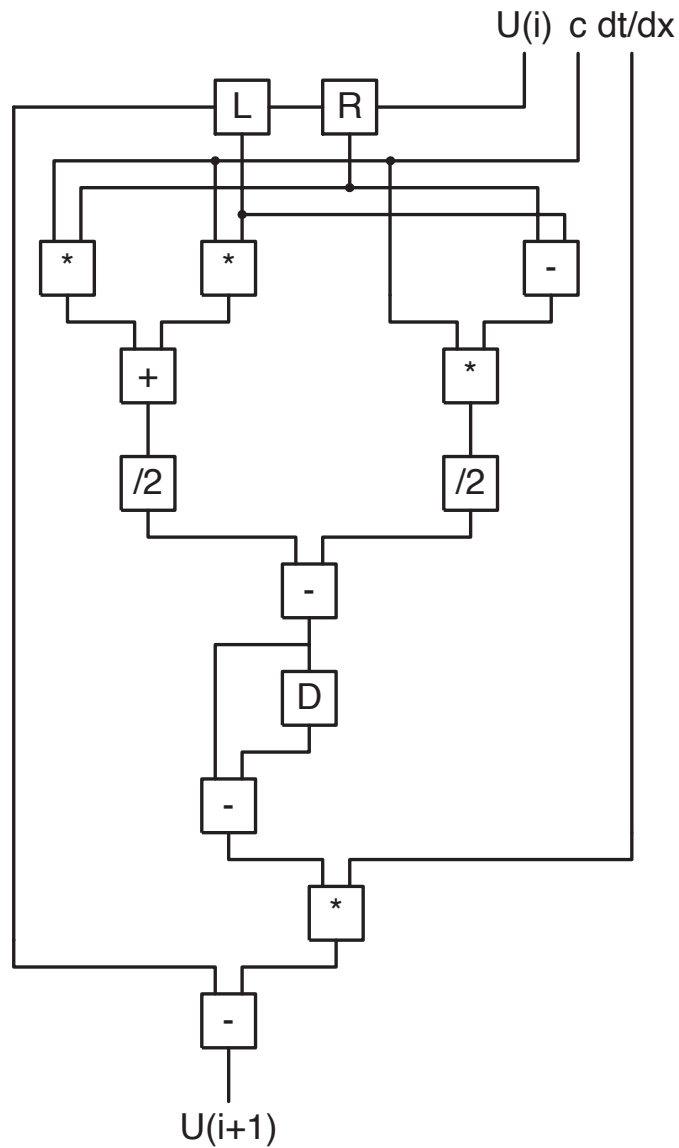 U(i) c dt/dx
L R
* * -
+ *
/2 /2
-
D
-
*
-
U(i+1)